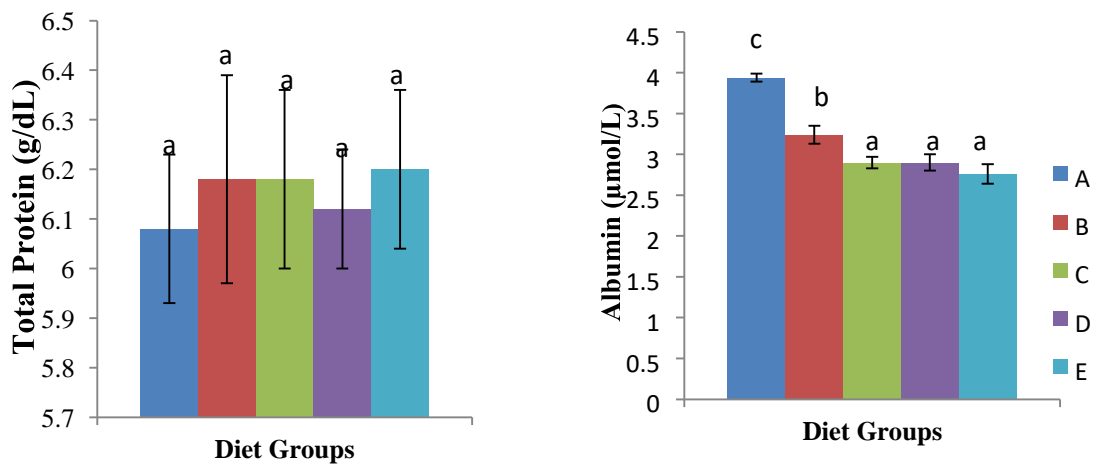 Total Protein (g/dL)
6.5
6.4
6.3
6.2
6.1
6
5.9
5.8
5.7
a
a
a
a
a
Diet Groups
Albumin (µmol/L)
4.5
4
3.5
3
2.5
2
1.5
1
0.5
0
c
b
a
a
a
Diet Groups
A
B
C
D
E